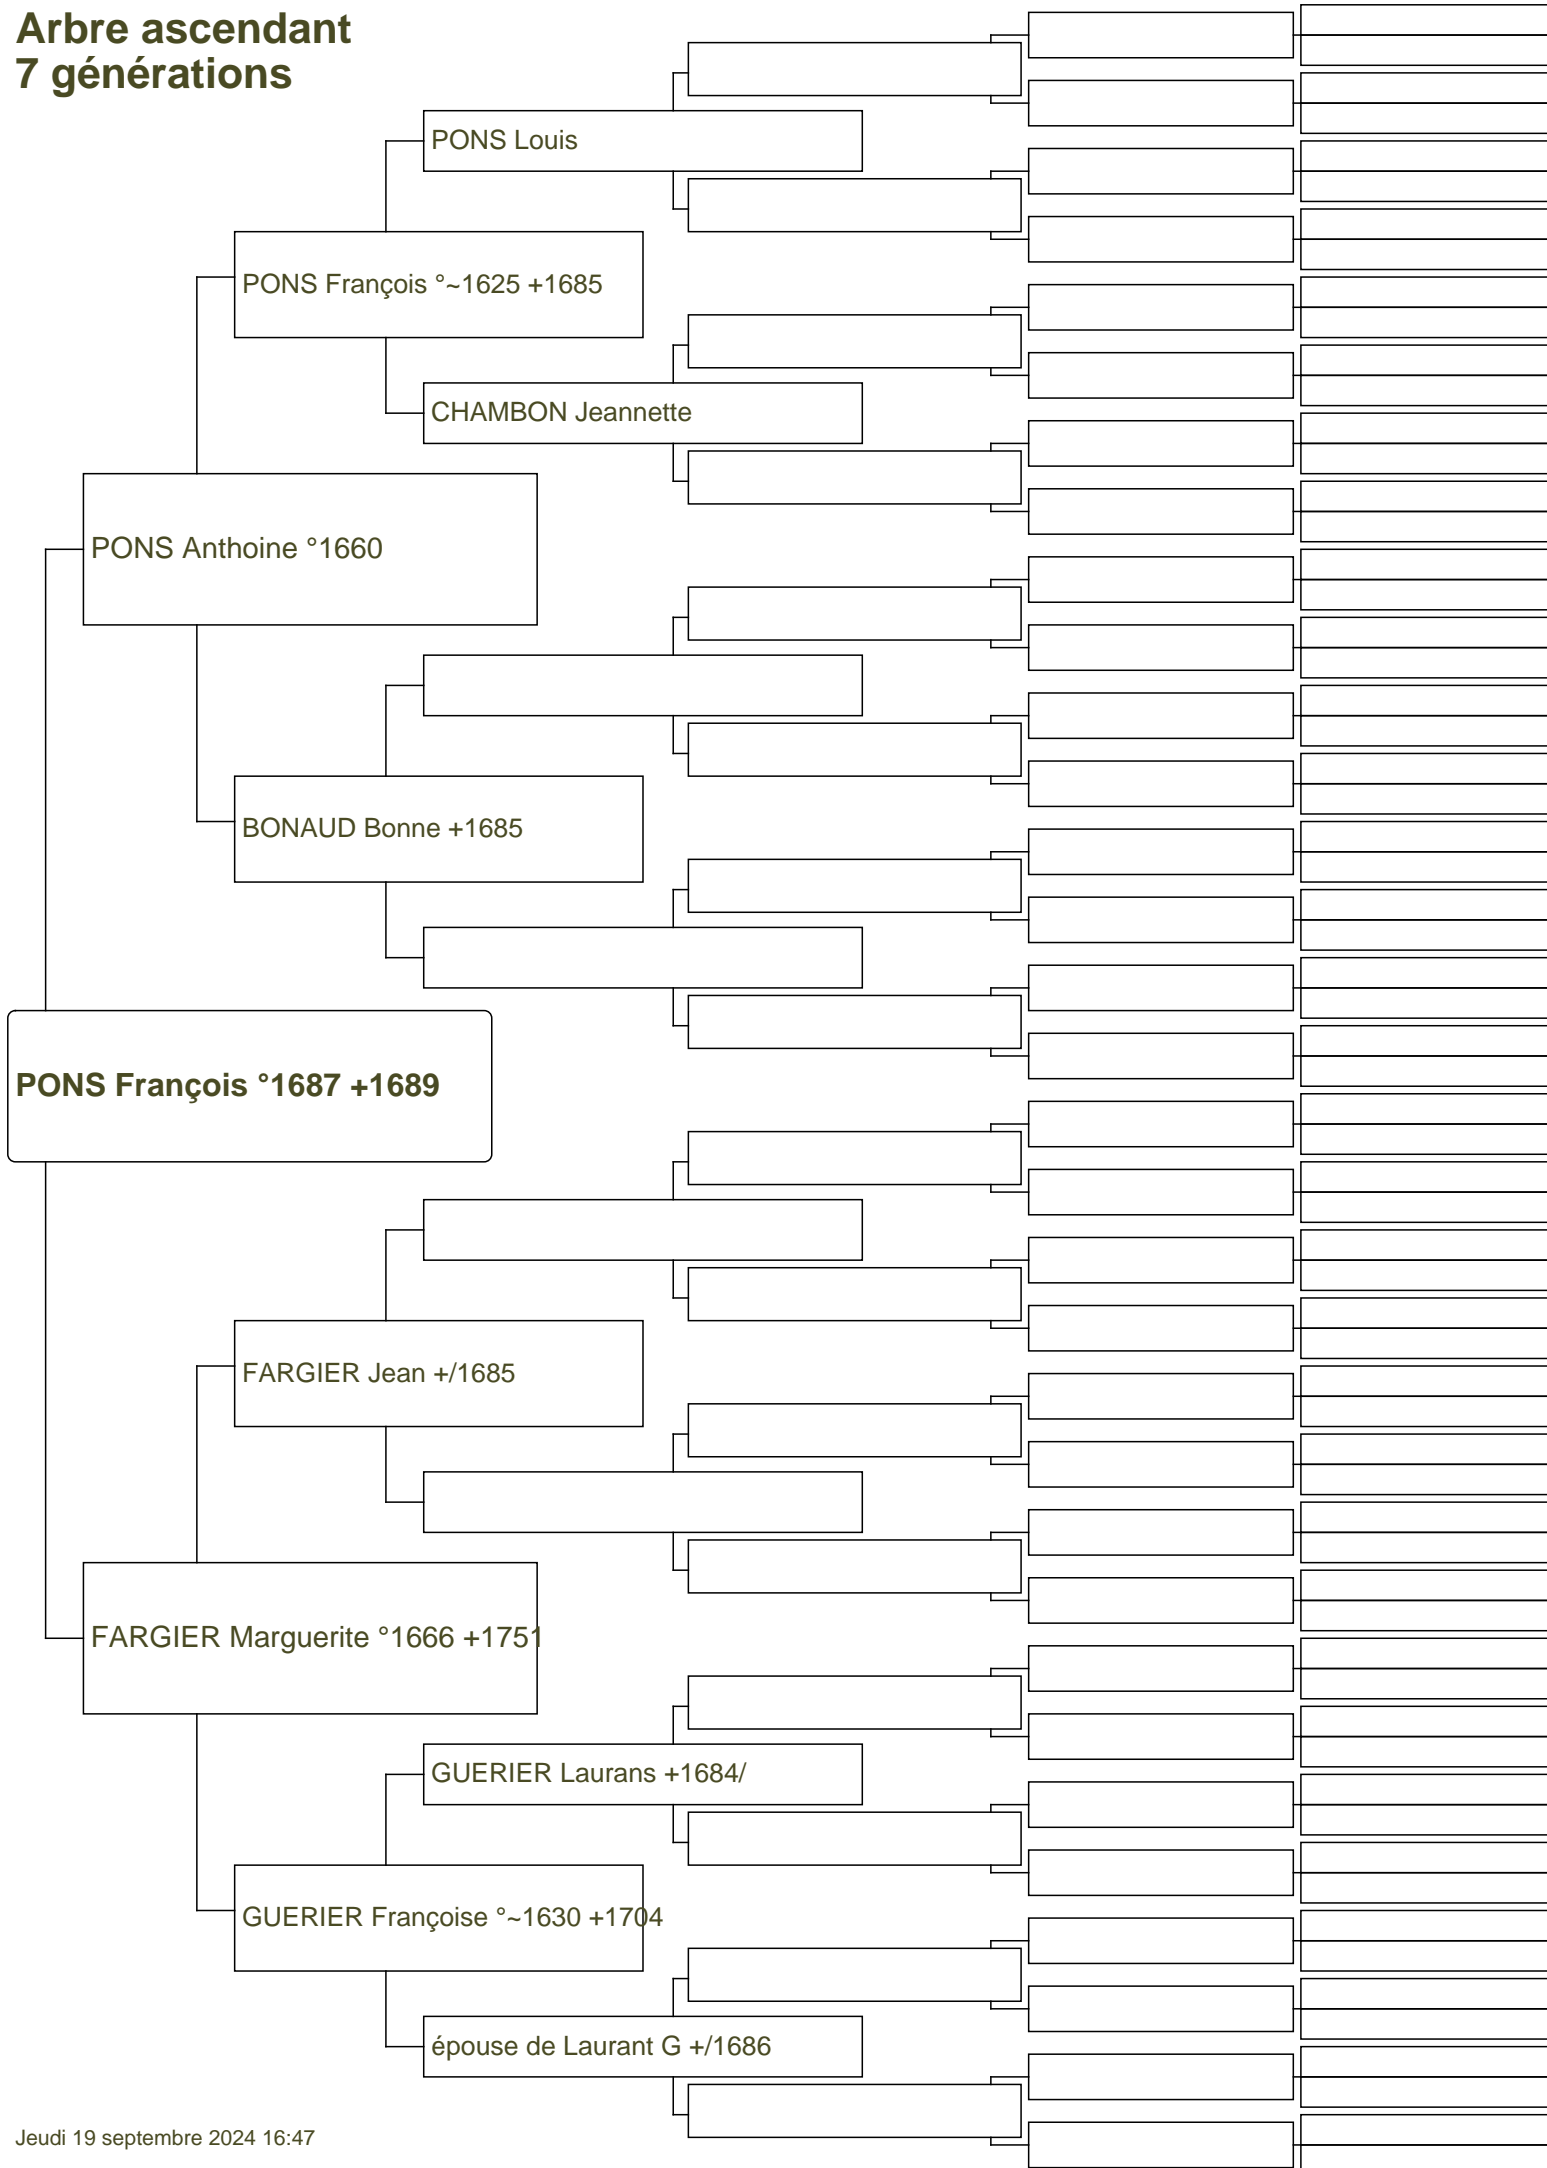 Arbre ascendant
7 générations
PONS Louis
PONS François °~1625 +1685
CHAMBON Jeannette
PONS Anthoine °1660
BONAUD Bonne +1685
PONS François °1687 +1689
FARGIER Jean +/1685
FARGIER Marguerite °1666 +1751
GUERIER Laurans +1684/
GUERIER Françoise °~1630 +1704
épouse de Laurant G +/1686
Jeudi 19 septembre 2024 16:47